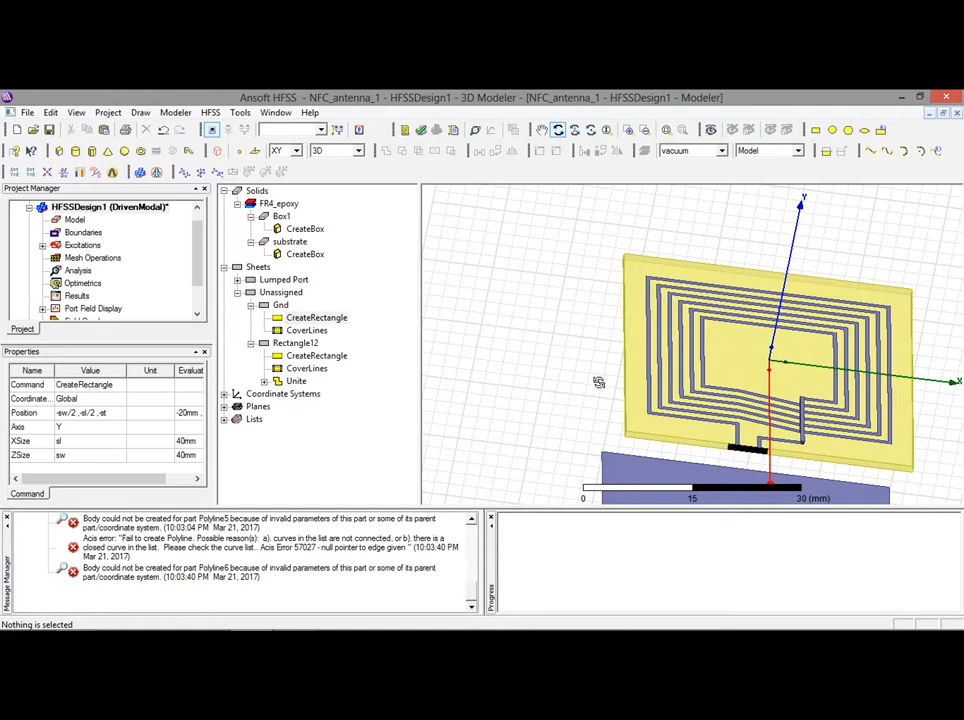 Ansoft HFSS - NFC_antenna_1 - HFSSDesign1 - 3D Modeler - [NFC_antenna_1 - HFSSDesign1 - Modeler]
File Edit View Project Draw Modeler HFSS Tools Window Help
XY 3D vacuum Model
Project Manager
HFSSDesign1 (DrivenModal)*
Model
Boundaries
Excitations
Mesh Operations
Analysis
Optimetrics
Results
Port Field Display
Project
Properties
Name Value Unit Evaluat
Command CreateRectangle
Coordinate... Global
Position -sw/2 ,-sl/2 ,-st -20mm ,
Axis Y
XSize sl 40mm
ZSize sw 40mm
Command
Solids
FR4_epoxy
Box1
CreateBox
substrate
CreateBox
Sheets
Lumped Port
Unassigned
Gnd
CreateRectangle
CoverLines
Rectangle12
CreateRectangle
CoverLines
Unite
Coordinate Systems
Planes
Lists
Y
X
0 15 30 (mm)
Body could not be created for part Polyline5 because of invalid parameters of this part or some of its parent
part/coordinate system. (10:03:04 PM Mar 21, 2017)
Acis error: "Fail to create Polyline. Possible reason(s): a). curves in the list are not connected, or b). there is a
closed curve in the list. Please check the curve list.. Acis Error 57027 - null pointer to edge given " (10:03:40 PM
Mar 21, 2017)
Body could not be created for part Polyline6 because of invalid parameters of this part or some of its parent
part/coordinate system. (10:03:40 PM Mar 21, 2017)
Message Manager
Progress
Nothing is selected